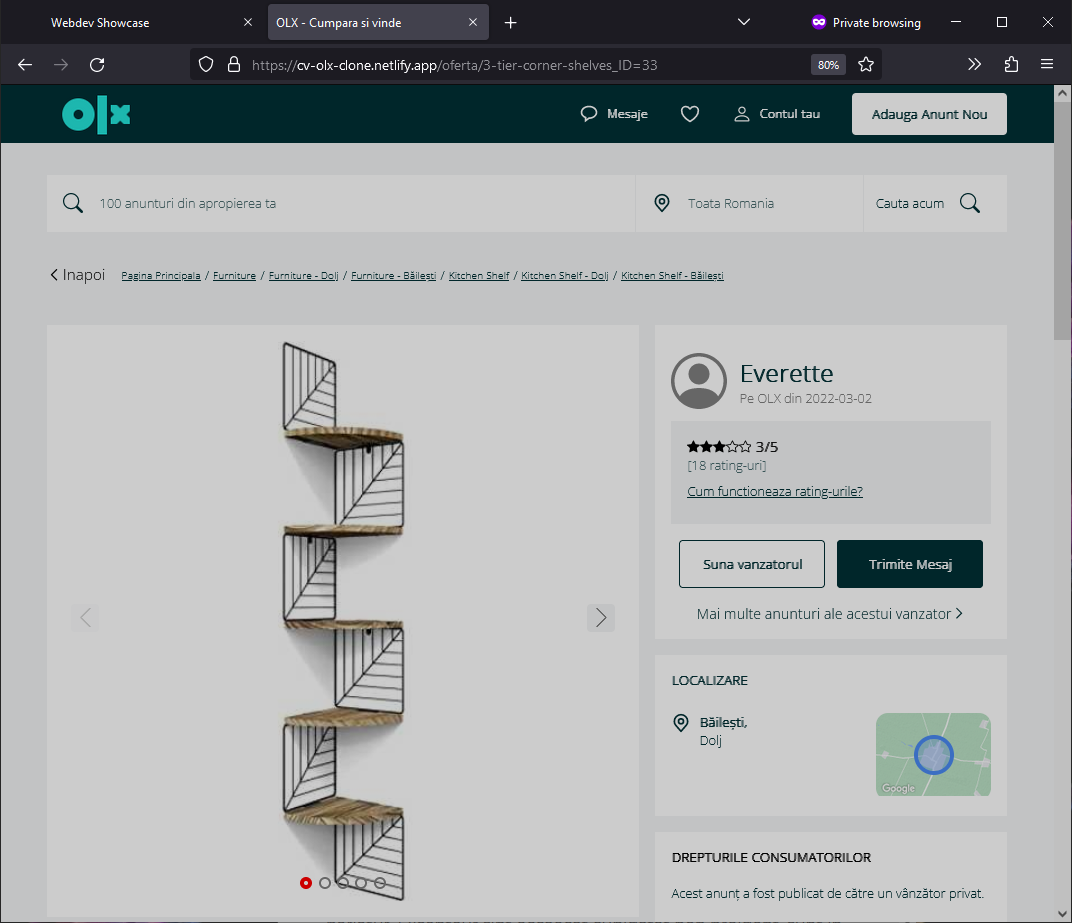 Webdev Showcase
OLX - Cumpara si vinde
Private browsing
https://cv-olx-clone.netlify.app/oferta/3-tier-corner-shelves_ID=33
80%
olx
Mesaje
Contul tau
Adauga Anunt Nou
100 anunturi din apropierea ta
Toata Romania
Cauta acum
Inapoi
Pagina Principala / Furniture / Furniture - Dolj / Furniture - Băilești / Kitchen Shelf / Kitchen Shelf - Dolj / Kitchen Shelf - Băilești
Everette
Pe OLX din 2022-03-02
3/5
[18 rating-uri]
Cum functioneaza rating-urile?
Suna vanzatorul
Trimite Mesaj
Mai multe anunturi ale acestui vanzator
LOCALIZARE
Băilești,
Dolj
Google
DREPTURILE CONSUMATORILOR
Acest anunț a fost publicat de către un vânzător privat.